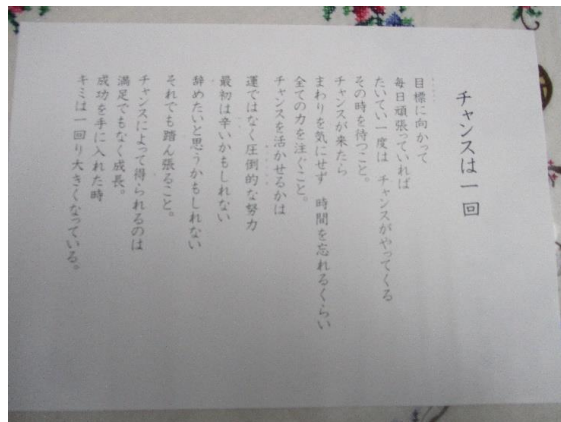 チャンスは一回
目標に向かって
毎日頑張っていれば
たいてい一度は チャンスがやってくる
その時を待つこと。
チャンスが来たら
まわりを気にせず 時間を忘れるくらい
全ての力を注ぐこと。
チャンスを活かせるかは
運ではなく圧倒的な努力
最初は辛いかもしれない
辞めたいと思うかもしれない
それでも踏ん張ること。
チャンスによって得られるのは
満足でもなく成長。
成功を手に入れた時
キミは一回り大きくなっている。